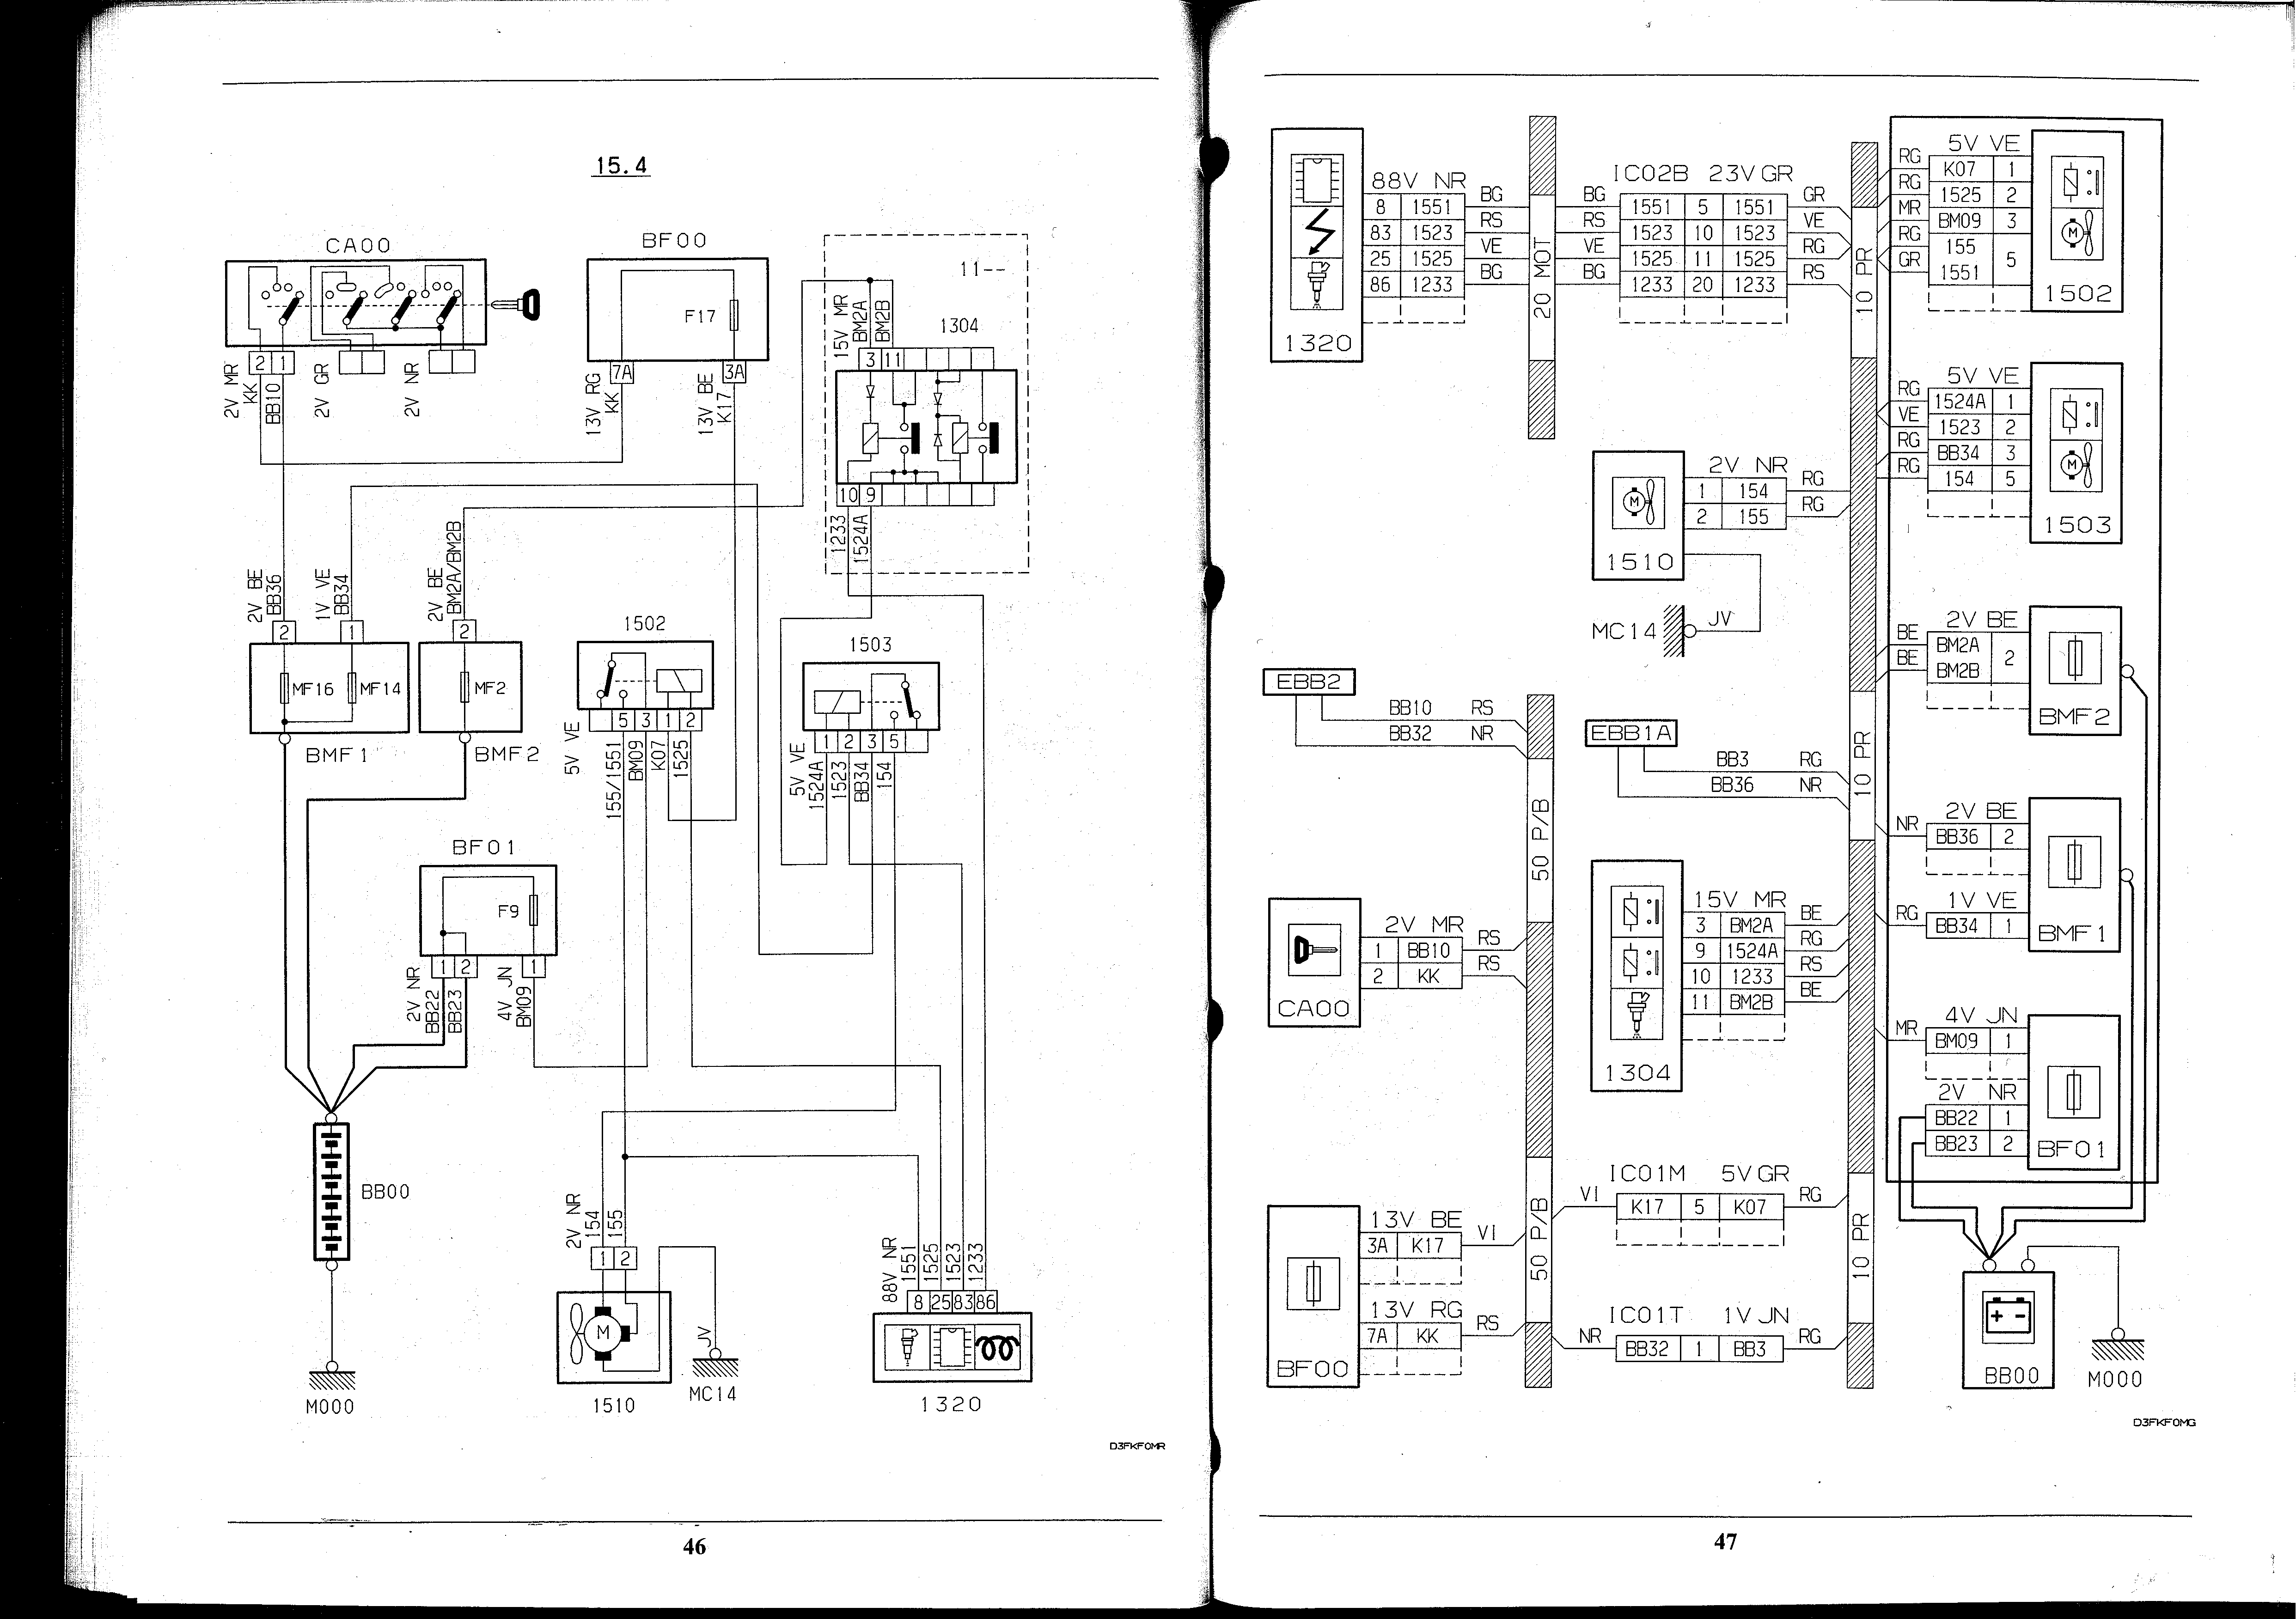 15.4
CA00
BF00
11--
F17
1304
15V MR
BM2A
BM2B
3 11
2 1
7A
3A
2V MR
KK
BB10
2V GR
2V NR
13V RG
KK
13V BE
K17
10 9
1233
1524A
2V BE
BB36
1V VE
BB34
2V BE
BM2A/BM2B
2
1
2
1502
1503
MF16
MF14
MF2
BMF1
BMF2
5 3 1 2
5V VE
155/1551
BM09
K07
1525
1 2 3 5
5V VE
1524A
1523
BB34
154
BF01
F9
1 2
1
2V NR
BB22
BB23
4V JN
BM09
BB00
2V NR
154
155
1 2
M
1510
JV
MC14
88V NR
1551
1525
1523
1233
8 25 83 86
1320
M000
D3FKF0MR
46
1320
88V NR
8 1551 BG
83 1523 RS
25 1525 VE
86 1233 BG
20 MOT
IC02B 23V GR
BG 1551 5 1551 GR
RS 1523 10 1523 VE
VE 1525 11 1525 RG
BG 1233 20 1233 RS
10 PR
5V VE
RG K07 1
RG 1525 2
MR BM09 3
RG 155
GR 1551
5
M
1502
5V VE
RG 1524A 1
VE 1523 2
RG BB34 3
RG 154 5
M
1503
2V NR
1 154 RG
2 155 RG
M
1510
MC14
JV
EBB2
BB10 RS
BB32 NR
EBB1A
BB3 RG
BB36 NR
10 PR
50 P/B
2V BE
BE BM2A
BE BM2B
2
BMF2
2V BE
NR BB36 2
1V VE
RG BB34 1
BMF1
CA00
2V MR
1 BB10 RS
2 KK RS
1304
15V MR
3 BM2A BE
9 1524A RG
10 1233 RS
11 BM2B BE
4V JN
MR BM09 1
2V NR
BB22 1
BB23 2
BF01
BF00
13V BE
3A K17 VI
13V RG
7A KK RS
50 P/B
IC01M 5V GR
VI K17 5 K07 RG
IC01T 1V JN
NR BB32 1 BB3 RG
10 PR
+ -
BB00
M000
D3FKF0MG
47